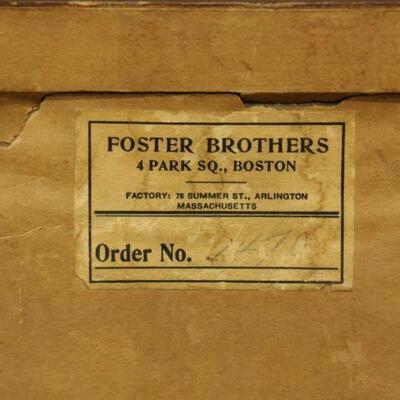 FOSTER BROTHERS
4 PARK SQ., BOSTON
FACTORY: 78 SUMMER ST., ARLINGTON
MASSACHUSETTS
Order No.